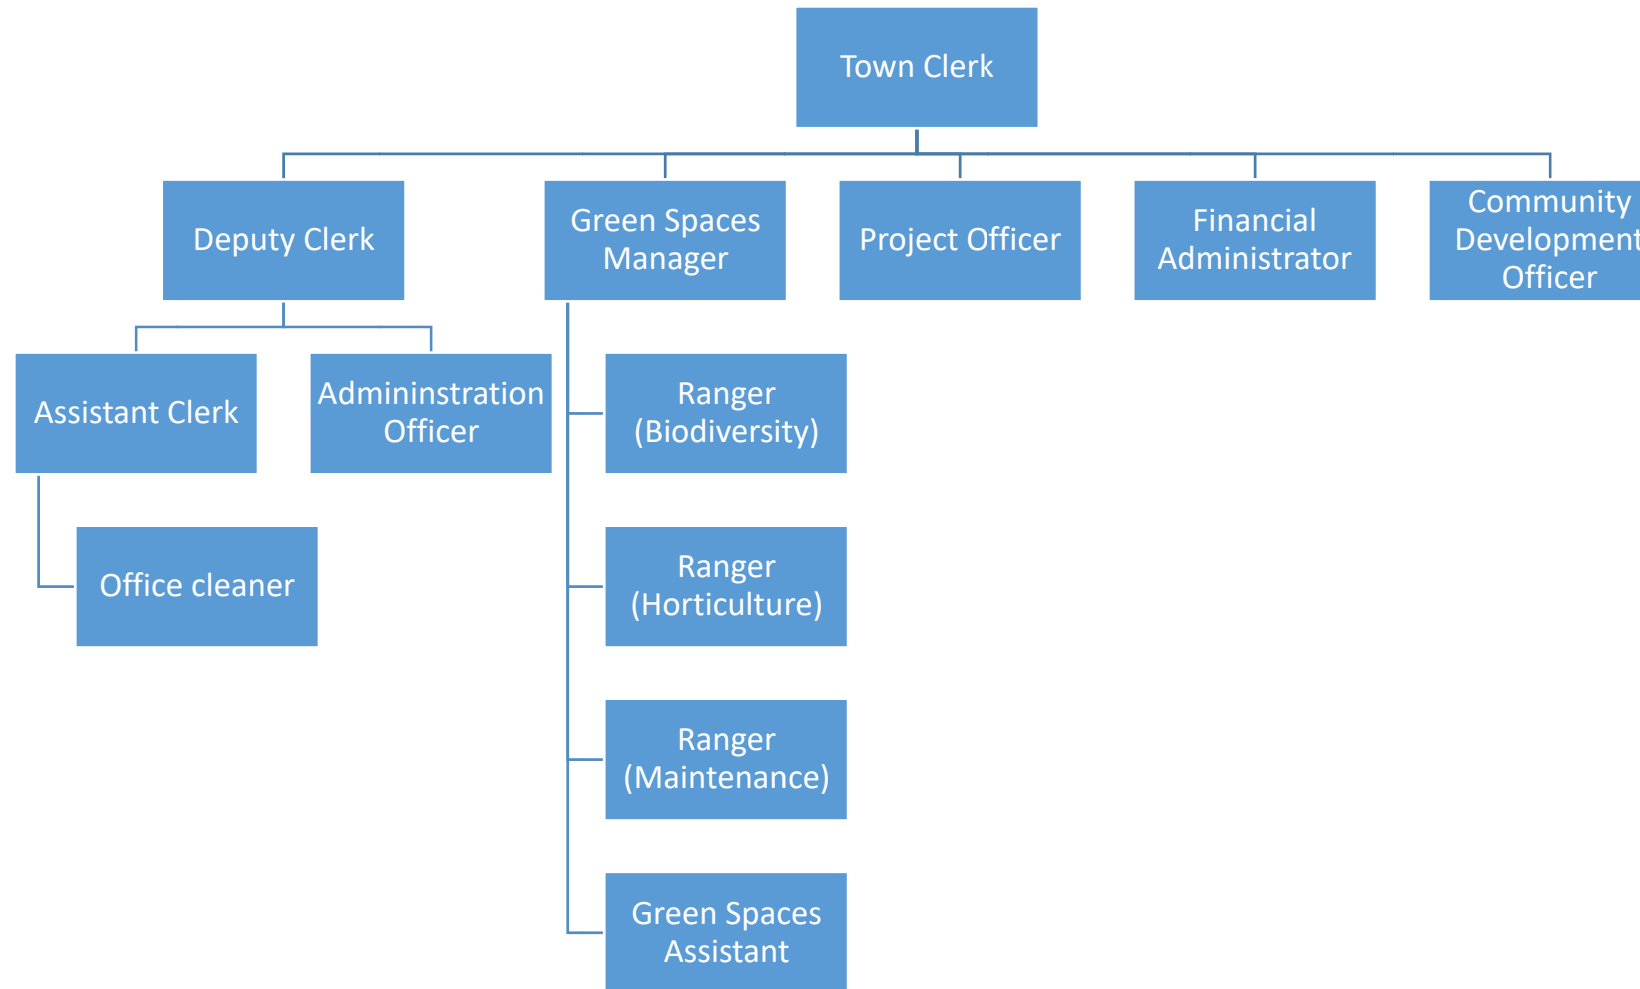 Town Clerk
Deputy Clerk
Green Spaces
Manager
Project Officer
Financial
Administrator
Community
Development
Officer
Assistant Clerk
Admininstration
Officer
Ranger
(Biodiversity)
Office cleaner
Ranger
(Horticulture)
Ranger
(Maintenance)
Green Spaces
Assistant